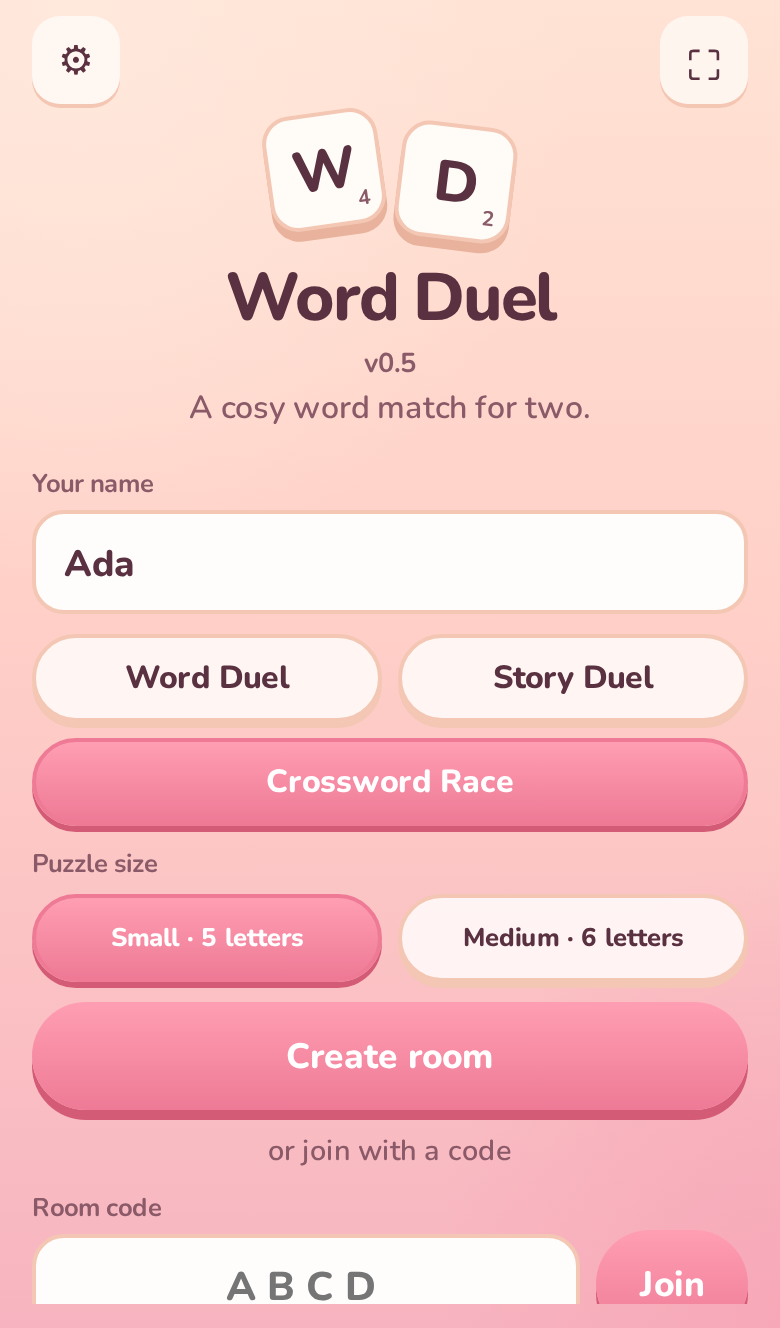 W 4
D 2
Word Duel
v0.5
A cosy word match for two.
Your name
Ada
Word Duel
Story Duel
Crossword Race
Puzzle size
Small · 5 letters
Medium · 6 letters
Create room
or join with a code
Room code
ABCD
Join